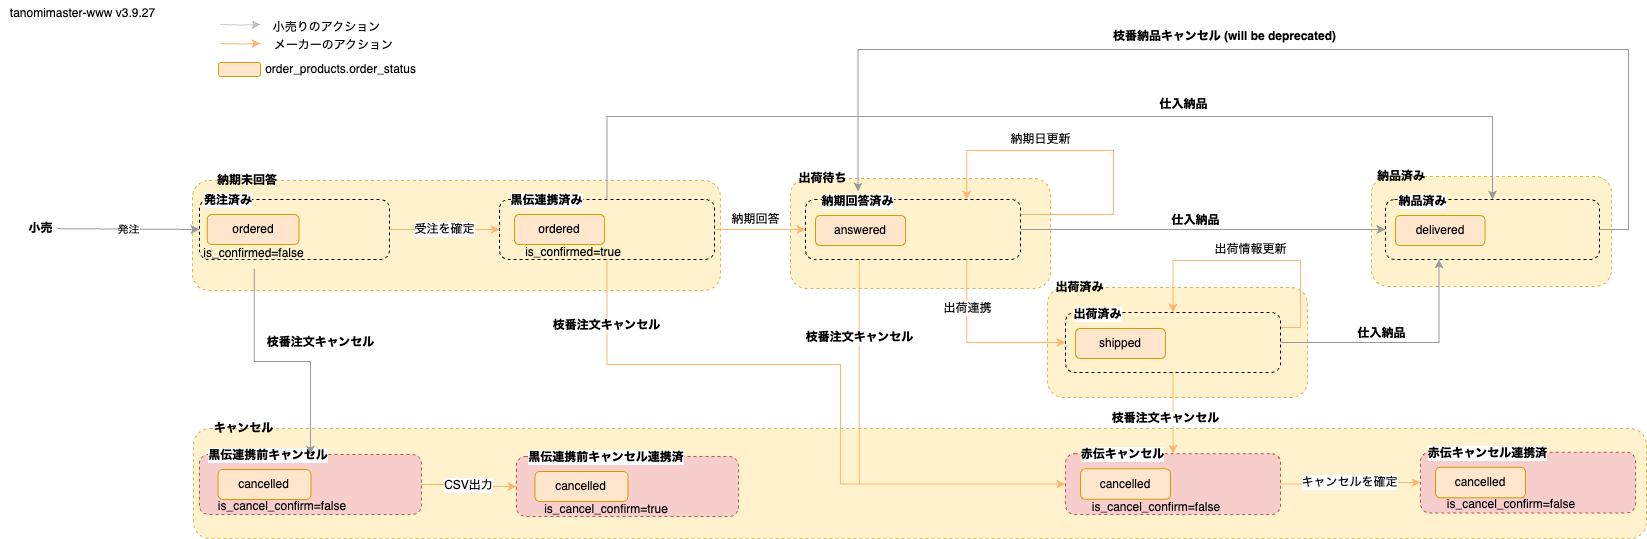 tanomimaster-www v3.9.27
小売りのアクション
メーカーのアクション
order_products.order_status
枝番納品キャンセル (will be deprecated)
仕入納品
納期日更新
納期未回答
出荷待ち
納品済み
発注済み
黒伝連携済み
納期回答済み
納品済み
小売
発注
ordered
受注を確定
ordered
納期回答
answered
仕入納品
delivered
is_confirmed=false
is_confirmed=true
出荷情報更新
出荷済み
出荷連携
出荷済み
枝番注文キャンセル
枝番注文キャンセル
枝番注文キャンセル
shipped
仕入納品
枝番注文キャンセル
キャンセル
黒伝連携前キャンセル
黒伝連携前キャンセル連携済
赤伝キャンセル
赤伝キャンセル連携済
cancelled
CSV出力
cancelled
cancelled
キャンセルを確定
cancelled
is_cancel_confirm=false
is_cancel_confirm=true
is_cancel_confirm=false
is_cancel_confirm=false